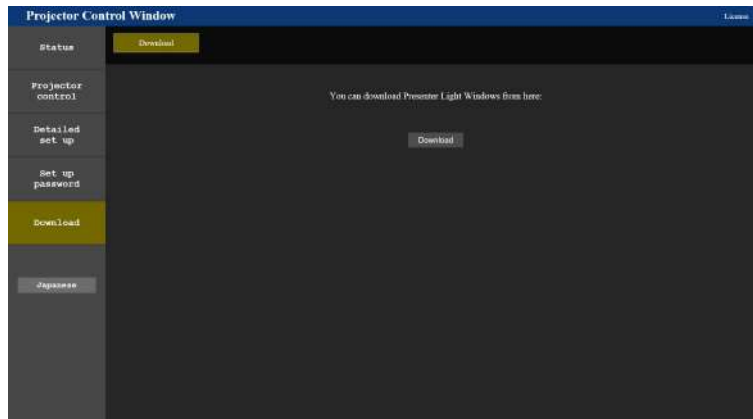 Projector Control Window
License
Status
Download
Projector
control
You can download Presenter Light Windows from here:
Detailed
set up
Download
Set up
password
Download
Japanese